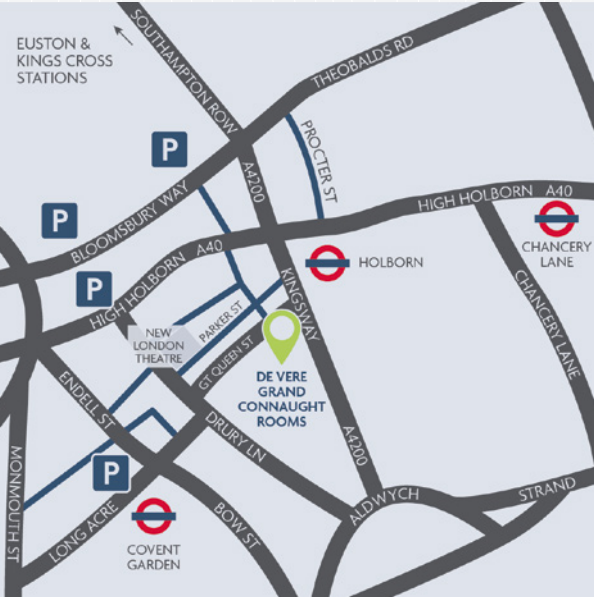 EUSTON &
KINGS CROSS
STATIONS
SOUTHAMPTON ROW
THEOBALDS RD
PROCTER ST
P
A4200
BLOOMSBURY WAY
P
HIGH HOLBORN A40
CHANCERY
LANE
HIGH HOLBORN A40
P
HOLBORN
KINGSWAY
CHANCERY LANE
NEW
LONDON
THEATRE
PARKER ST
GT QUEEN ST
DE VERE
GRAND
CONNAUGHT
ROOMS
ENDELL ST
DRURY LN
A4200
MONMOUTH ST
P
LONG ACRE
BOW ST
ALDWYCH
STRAND
COVENT
GARDEN